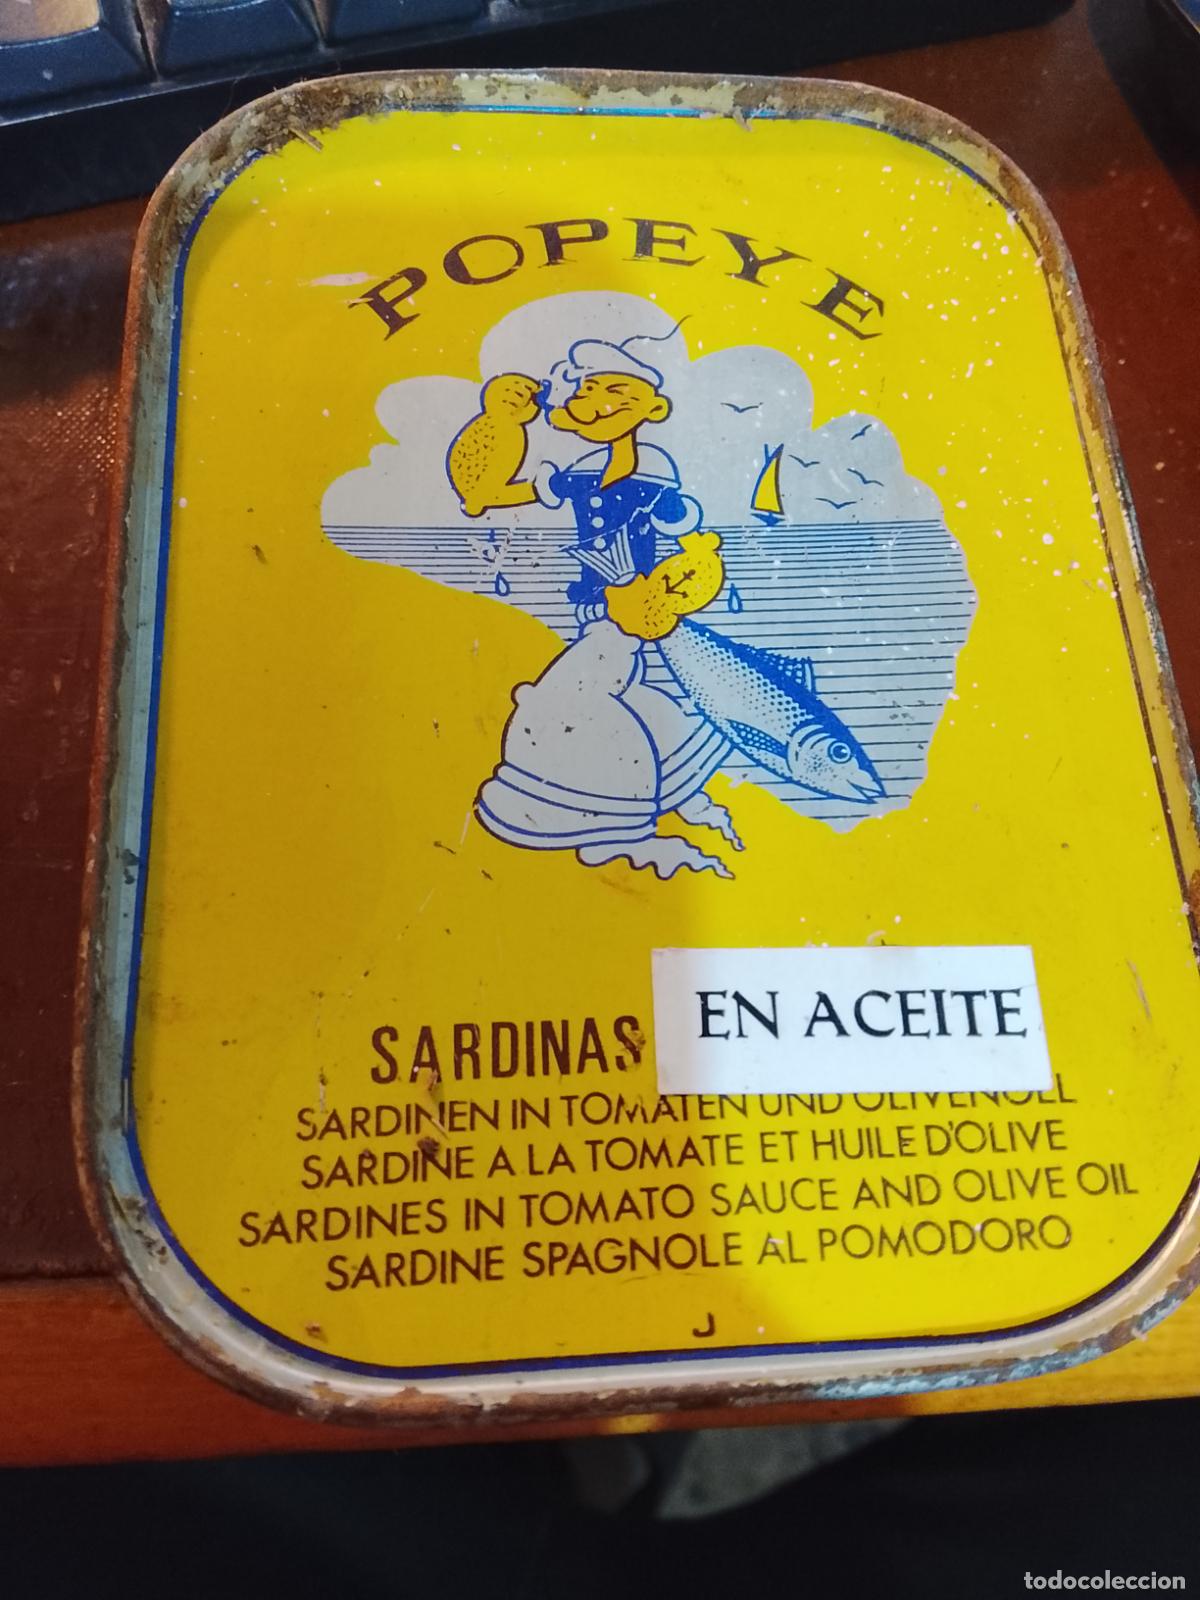 POPEYE
SARDINAS EN ACEITE
SARDINEN IN TOMATEN UND OLIVENOLL
SARDINE A LA TOMATE ET HUILE D'OLIVE
SARDINES IN TOMATO SAUCE AND OLIVE OIL
SARDINE SPAGNOLE AL POMODORO
J
todocoleccion